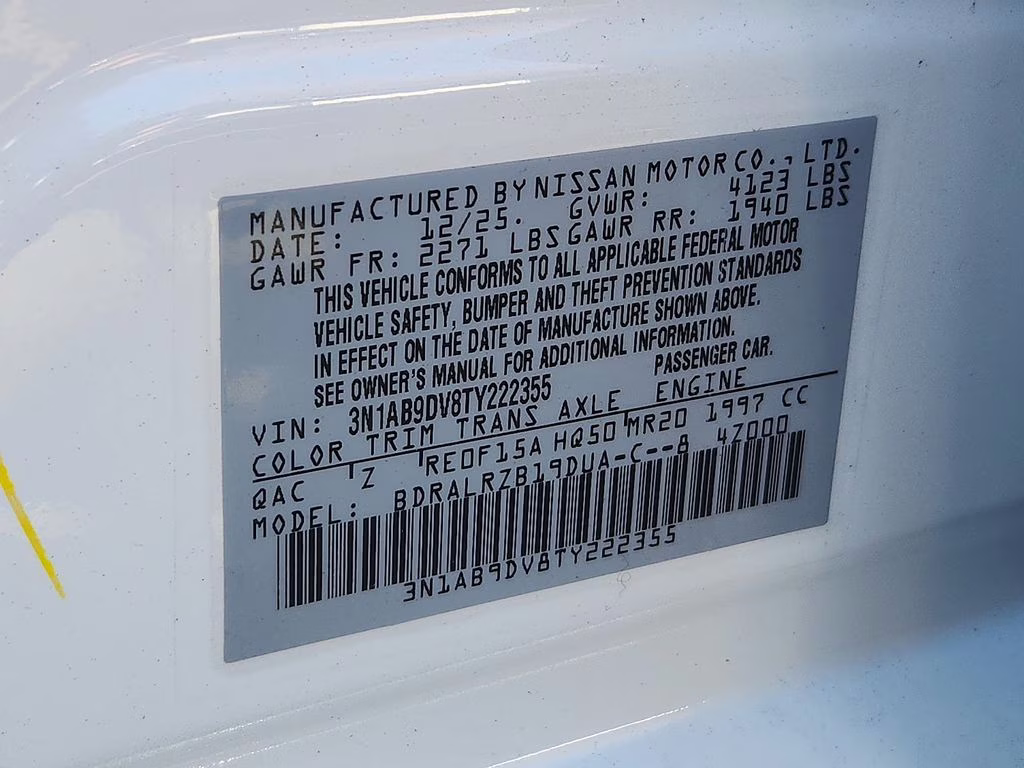 MANUFACTURED BY NISSAN MOTOR CO., LTD.
DATE: 12/25. GVWR: 4123 LBS
GAWR FR: 2271 LBS GAWR RR: 1940 LBS
THIS VEHICLE CONFORMS TO ALL APPLICABLE FEDERAL MOTOR
VEHICLE SAFETY, BUMPER AND THEFT PREVENTION STANDARDS
IN EFFECT ON THE DATE OF MANUFACTURE SHOWN ABOVE.
SEE OWNER'S MANUAL FOR ADDITIONAL INFORMATION.
VIN: 3N1AB9DV8TY222355 PASSENGER CAR.
COLOR TRIM TRANS AXLE ENGINE
QAC Z RE0F15A HQ50 MR20 1997 CC
MODEL: BDRALRZB19DUA-C--8 4Z000
3N1AB9DV8TY222355